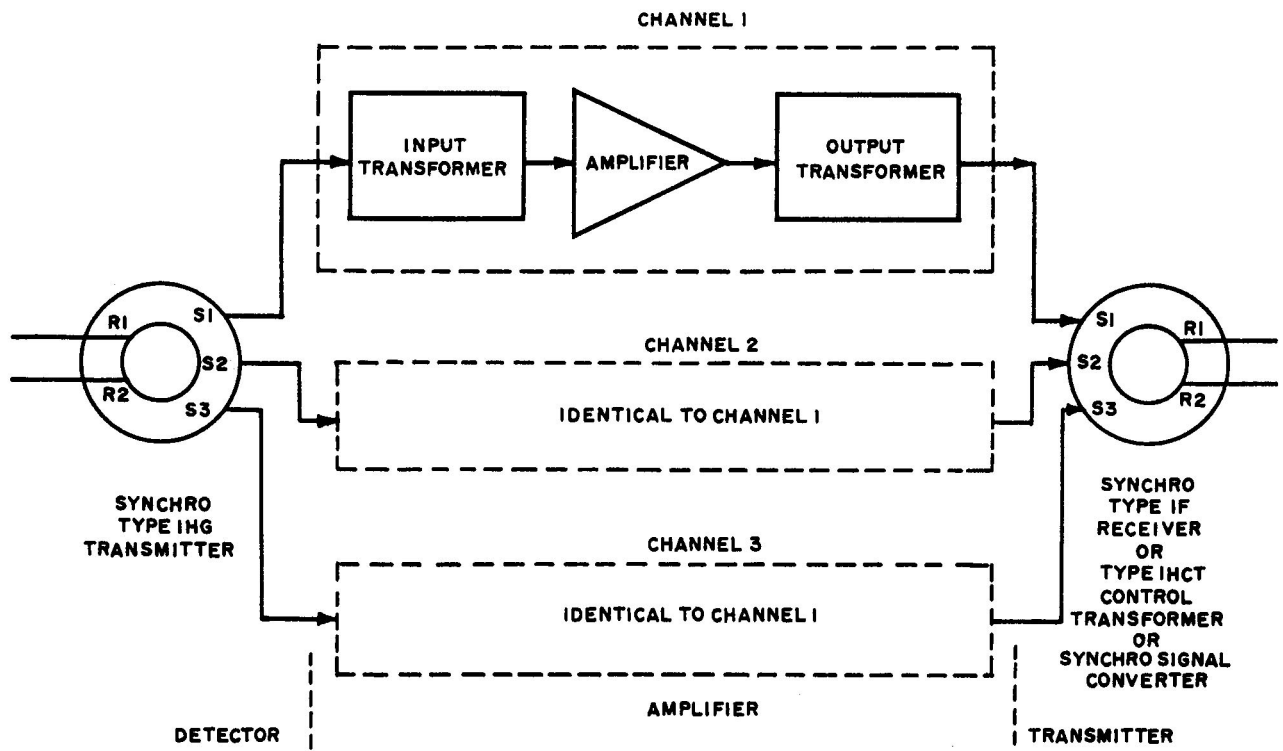 CHANNEL 1
INPUT
TRANSFORMER
AMPLIFIER
OUTPUT
TRANSFORMER
R1
R2
S1
S2
S3
S1
S2
S3
R1
R2
CHANNEL 2
IDENTICAL TO CHANNEL 1
SYNCHRO
TYPE 1HG
TRANSMITTER
CHANNEL 3
IDENTICAL TO CHANNEL 1
SYNCHRO
TYPE 1F
RECEIVER
OR
TYPE 1HCT
CONTROL
TRANSFORMER
OR
SYNCHRO SIGNAL
CONVERTER
DETECTOR
AMPLIFIER
TRANSMITTER